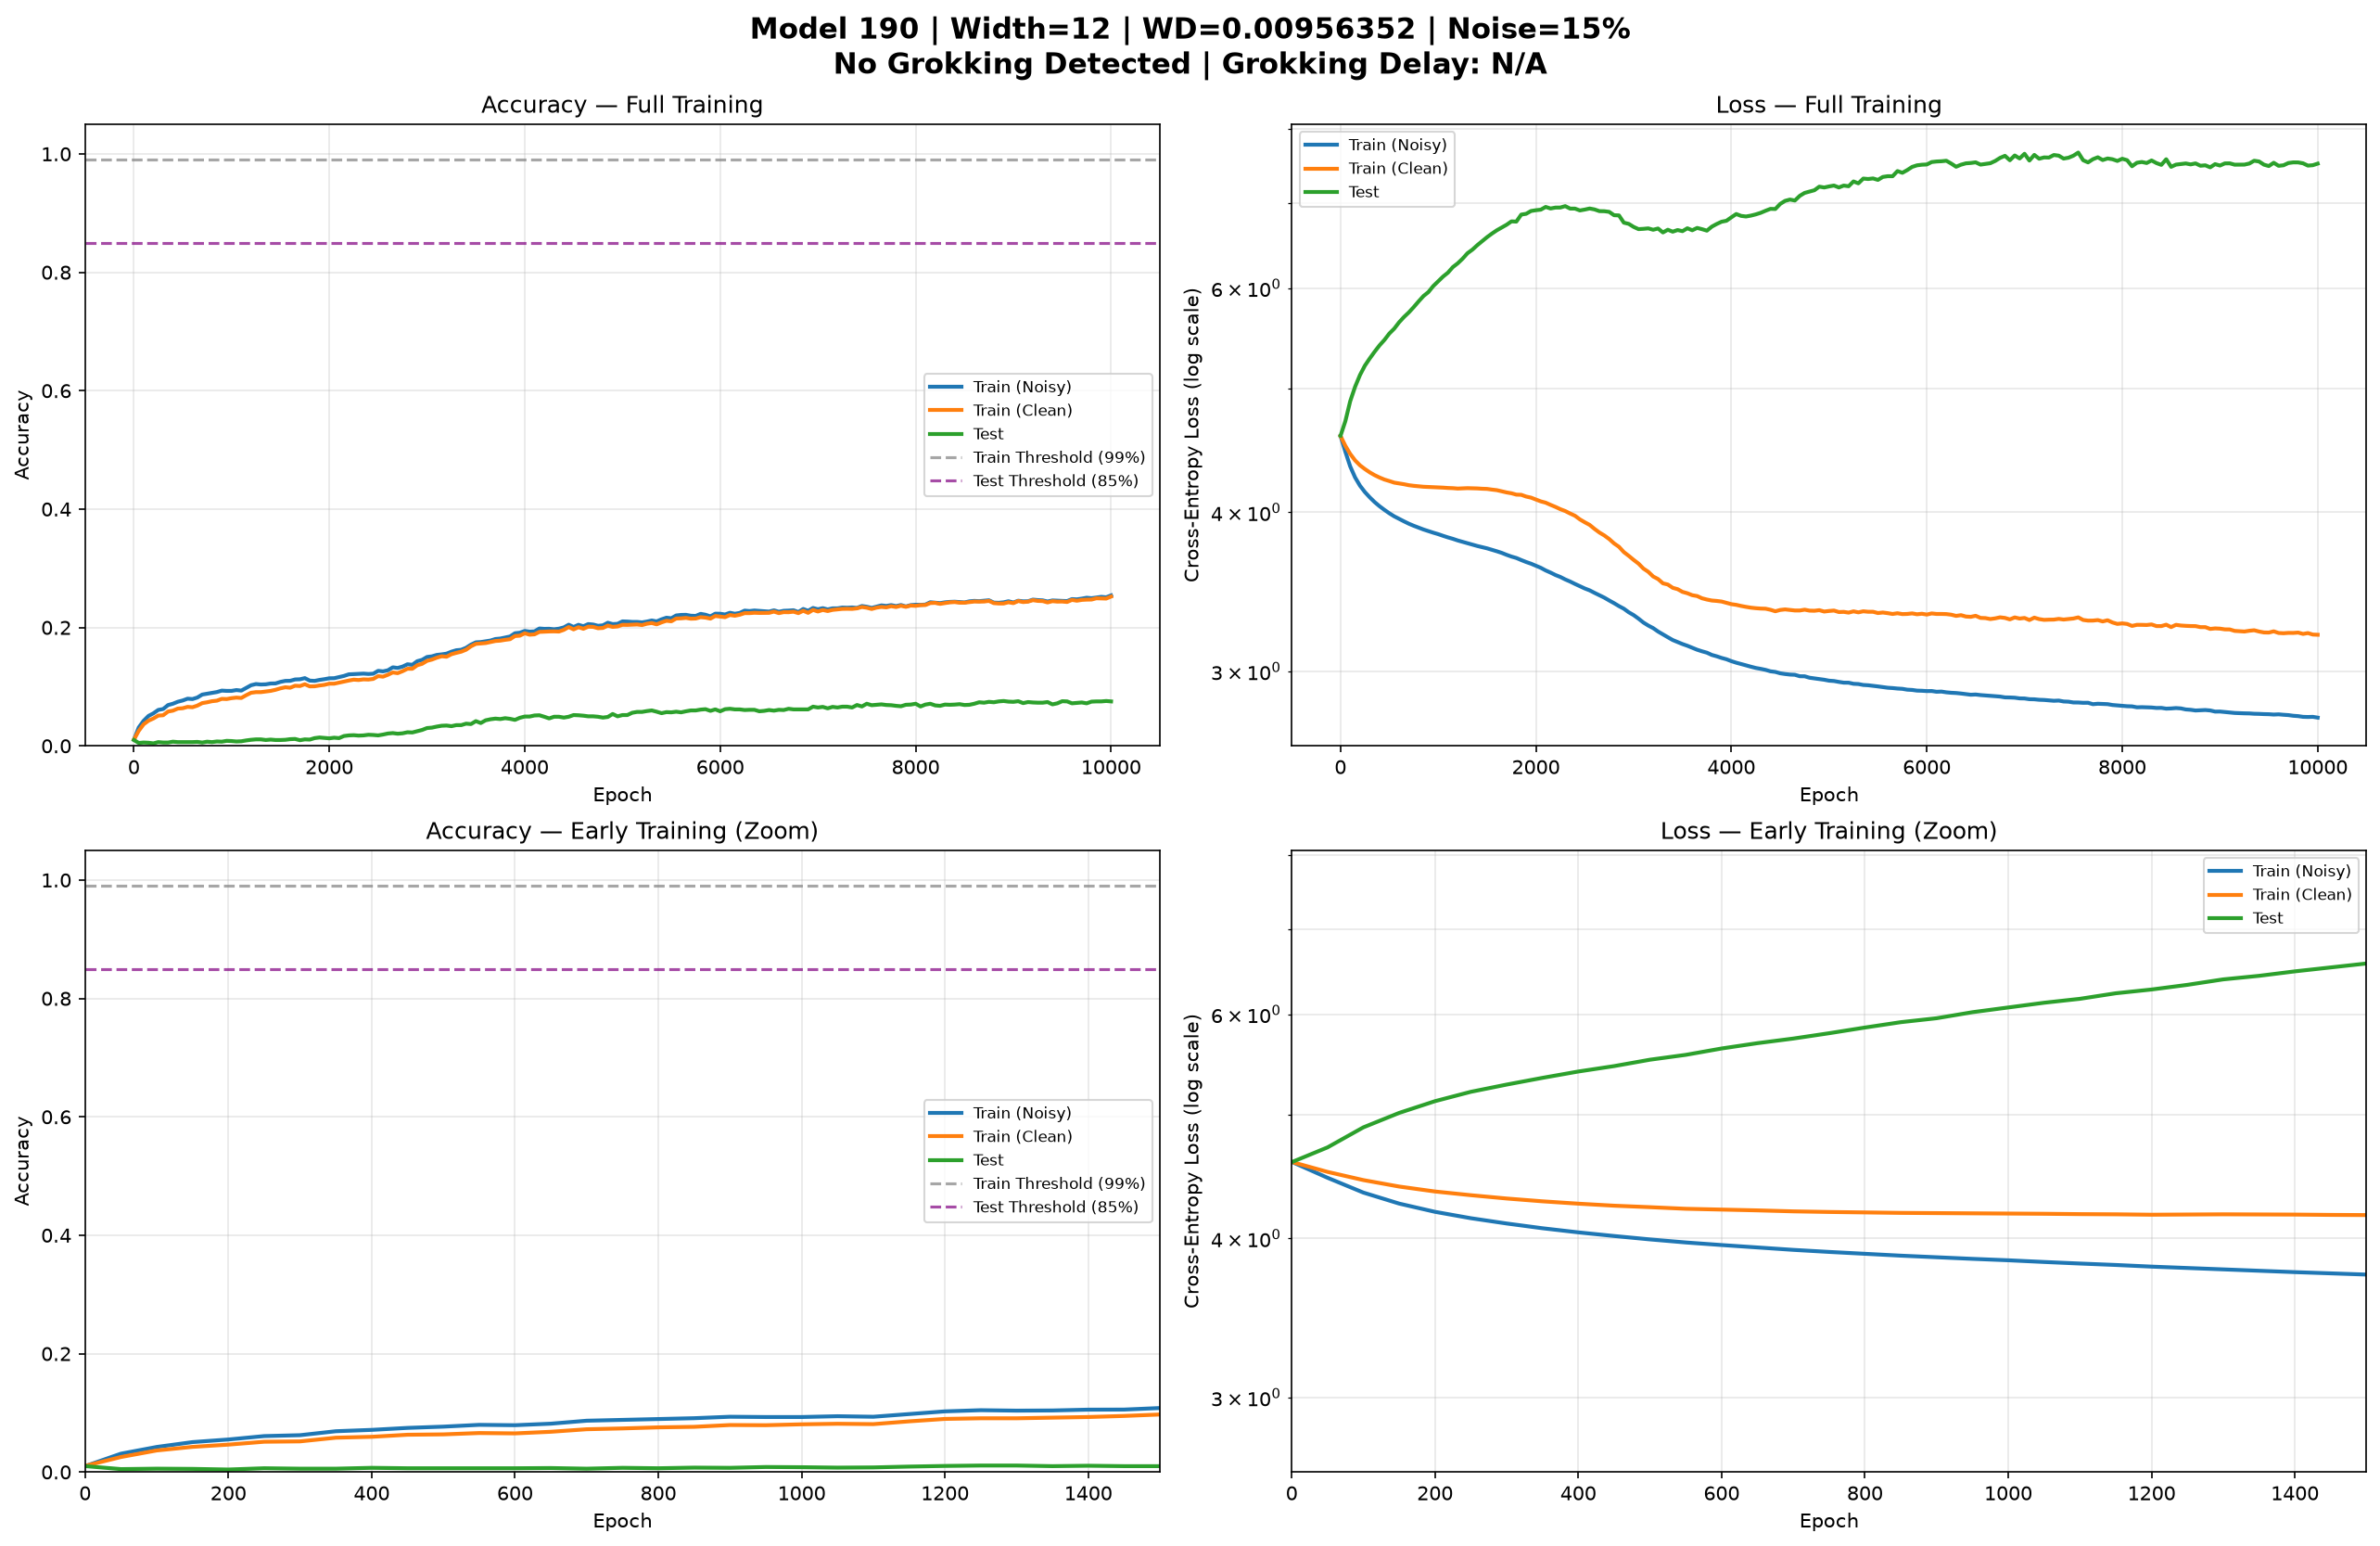 Model 190 | Width=12 | WD=0.00956352 | Noise=15%
No Grokking Detected | Grokking Delay: N/A
Accuracy — Full Training
1.0
0.8
0.6
0.4
0.2
0.0
Accuracy
Train (Noisy)
Train (Clean)
Test
Train Threshold (99%)
Test Threshold (85%)
0 2000 4000 6000 8000 10000
Epoch
Loss — Full Training
6 × 10⁰
4 × 10⁰
3 × 10⁰
Cross-Entropy Loss (log scale)
Train (Noisy)
Train (Clean)
Test
0 2000 4000 6000 8000 10000
Epoch
Accuracy — Early Training (Zoom)
1.0
0.8
0.6
0.4
0.2
0.0
Accuracy
Train (Noisy)
Train (Clean)
Test
Train Threshold (99%)
Test Threshold (85%)
0 200 400 600 800 1000 1200 1400
Epoch
Loss — Early Training (Zoom)
6 × 10⁰
4 × 10⁰
3 × 10⁰
Cross-Entropy Loss (log scale)
Train (Noisy)
Train (Clean)
Test
0 200 400 600 800 1000 1200 1400
Epoch